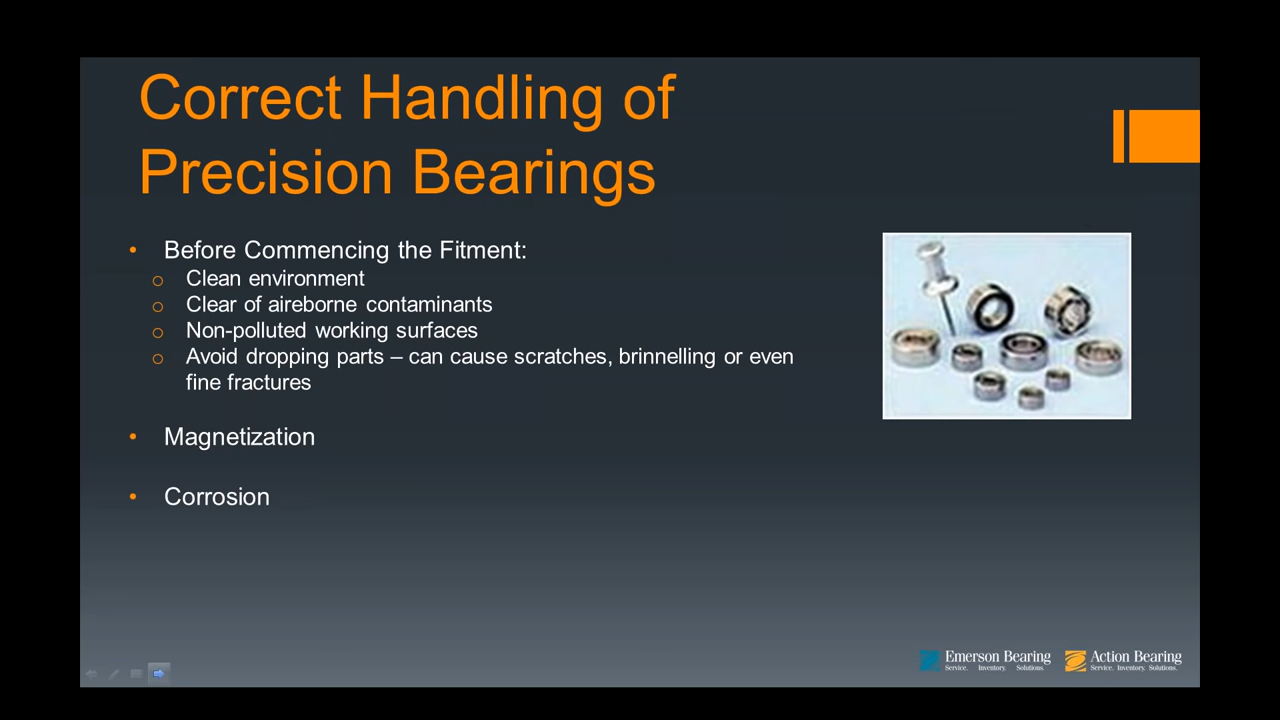 Correct Handling of
Precision Bearings
• Before Commencing the Fitment:
o Clean environment
o Clear of aireborne contaminants
o Non-polluted working surfaces
o Avoid dropping parts – can cause scratches, brinnelling or even
fine fractures
• Magnetization
• Corrosion
Emerson Bearing
Service. Inventory. Solutions.
Action Bearing
Service. Inventory. Solutions.